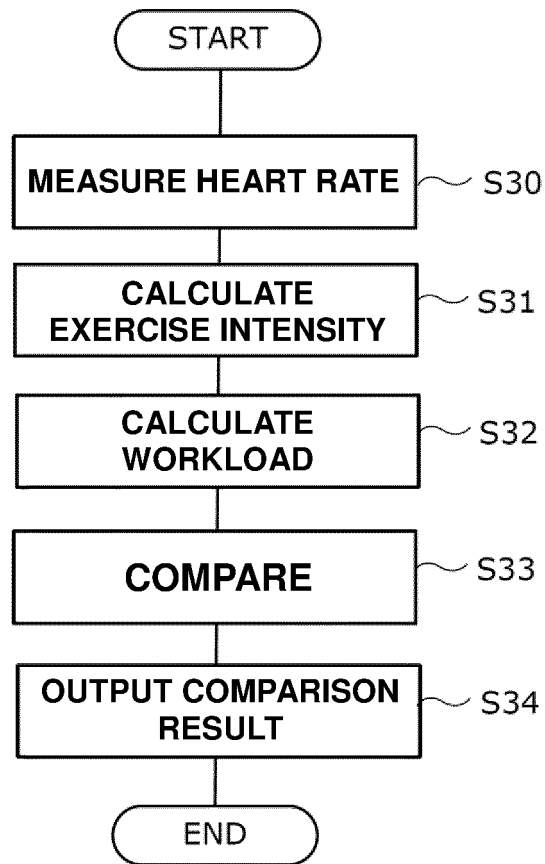 START
MEASURE HEART RATE
S30
CALCULATE
EXERCISE INTENSITY
S31
CALCULATE
WORKLOAD
S32
COMPARE
S33
OUTPUT COMPARISON
RESULT
S34
END